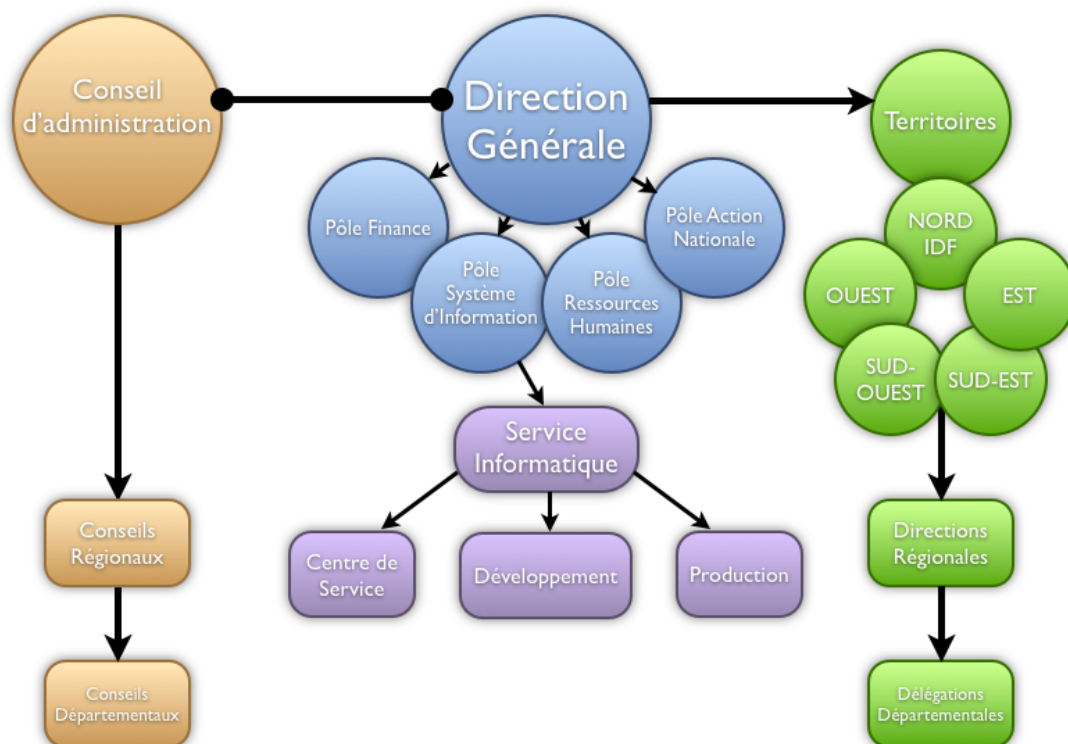 Conseil
d'administration
Direction
Générale
Territoires
Pôle Finance
Pôle
Système
d'Information
Pôle
Ressources
Humaines
Pôle Action
Nationale
NORD
IDF
OUEST
EST
SUD-
OUEST
SUD-EST
Service
Informatique
Centre de
Service
Développement
Production
Conseils
Régionaux
Directions
Régionales
Conseils
Départementaux
Délégations
Départementales